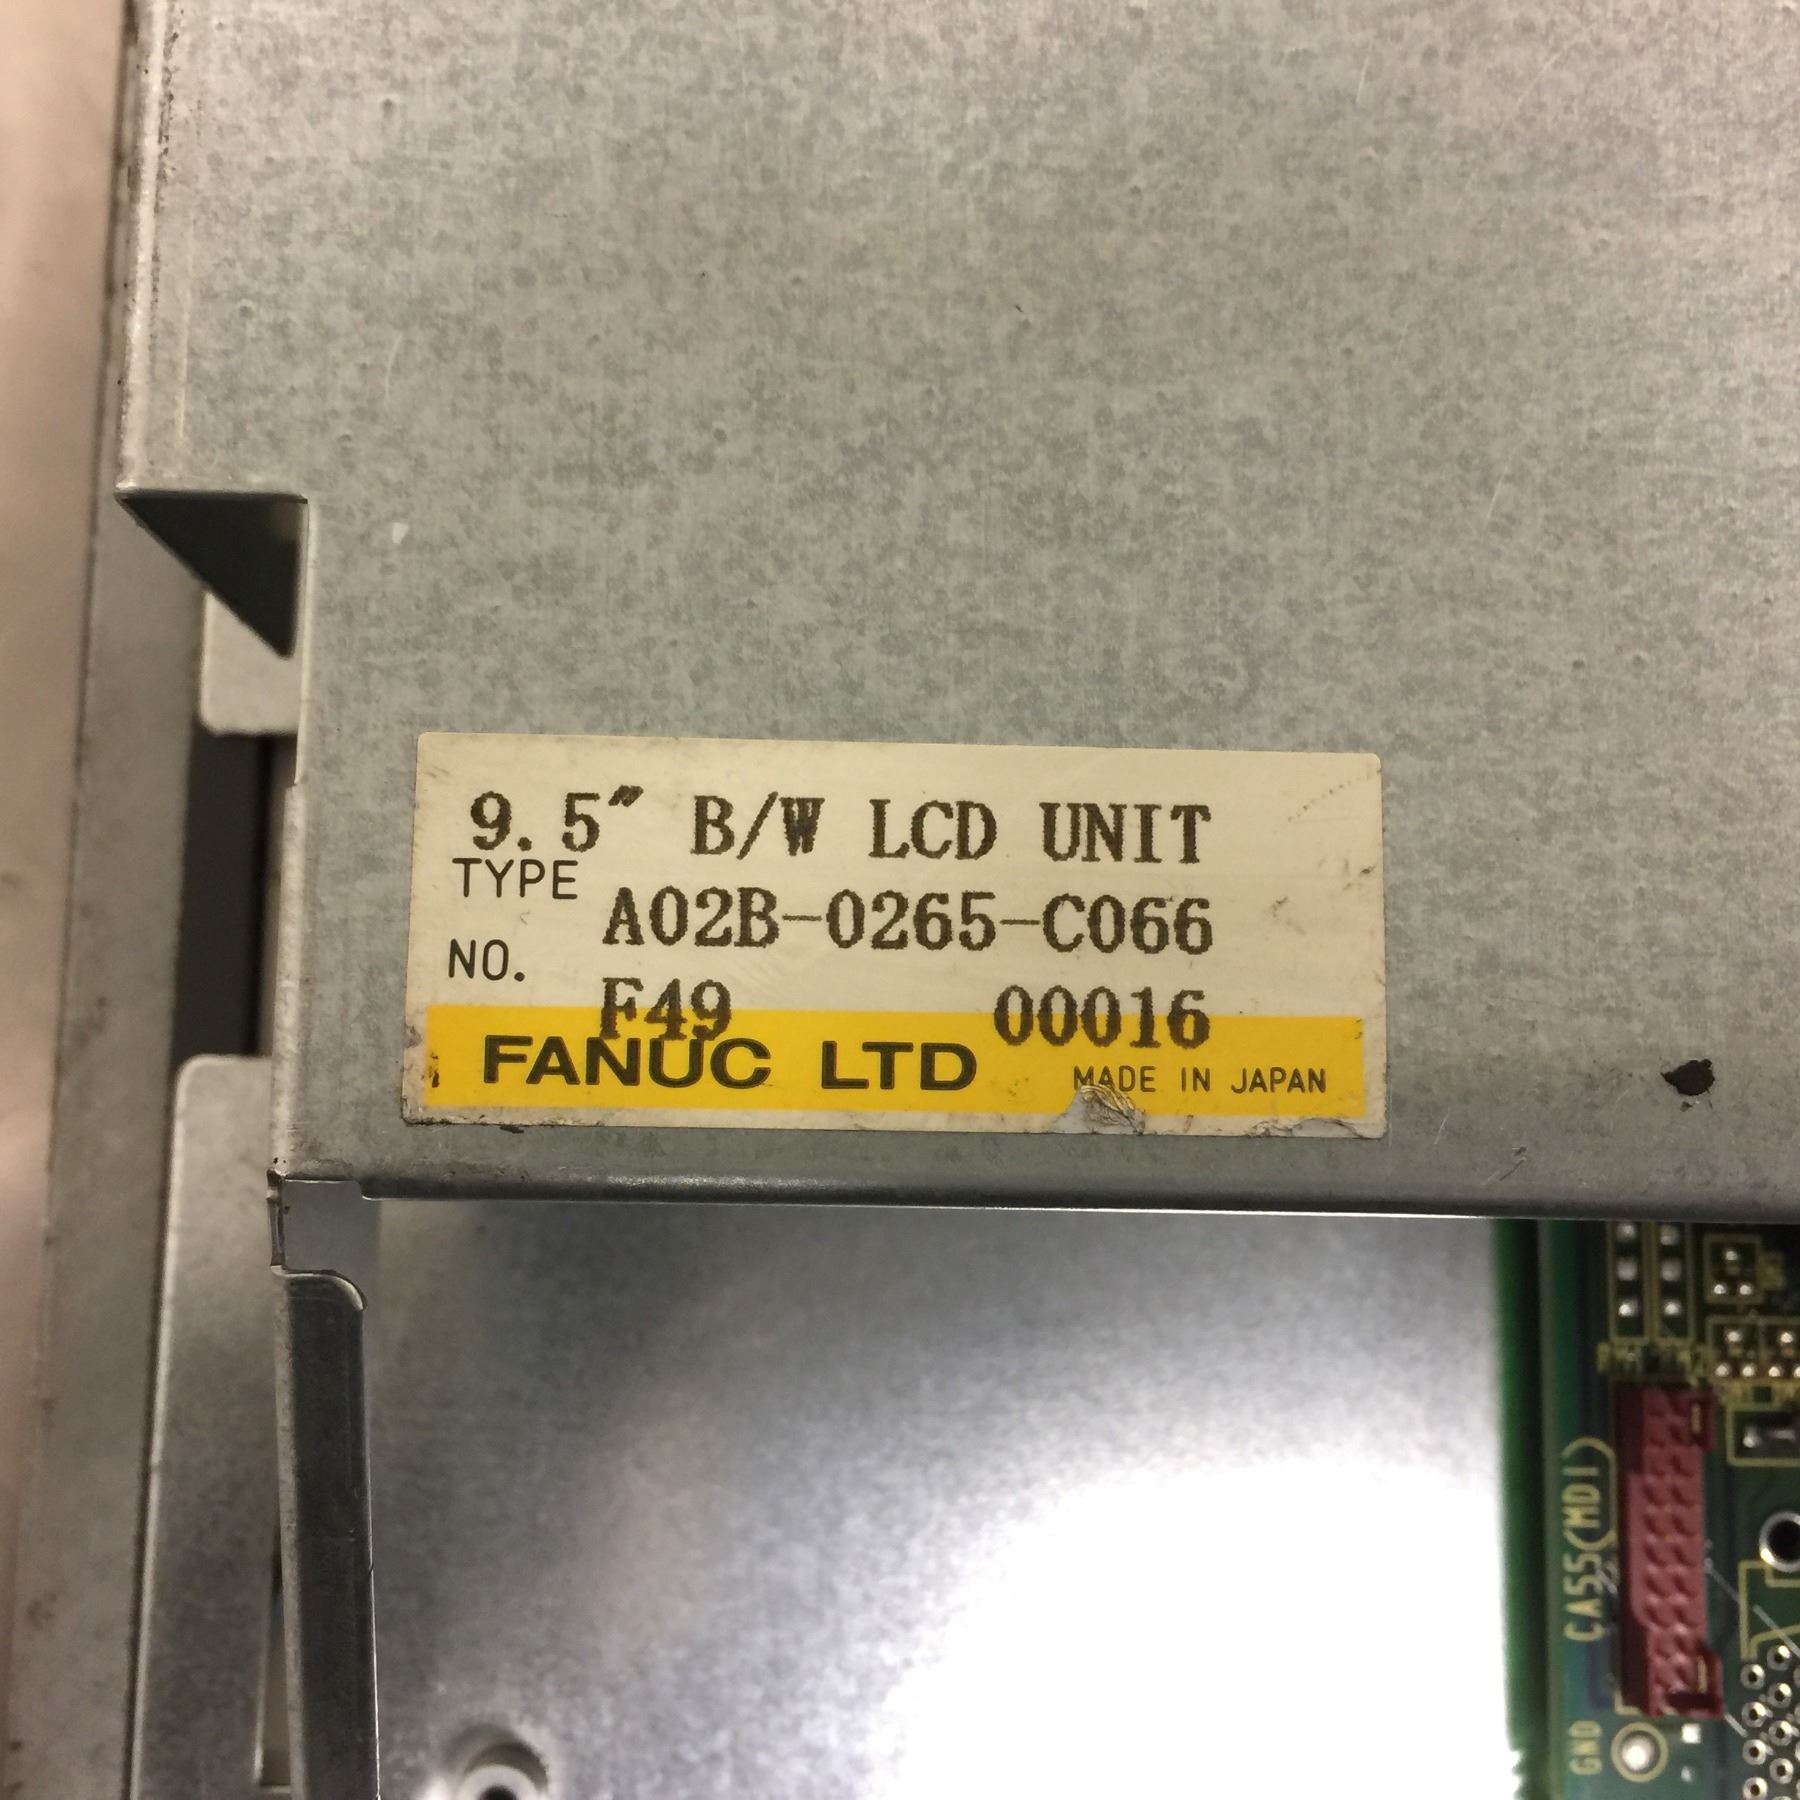 9.5" B/W LCD UNIT
TYPE A02B-0265-C066
NO. F49 00016
FANUC LTD MADE IN JAPAN
CA55(MDI)
GND